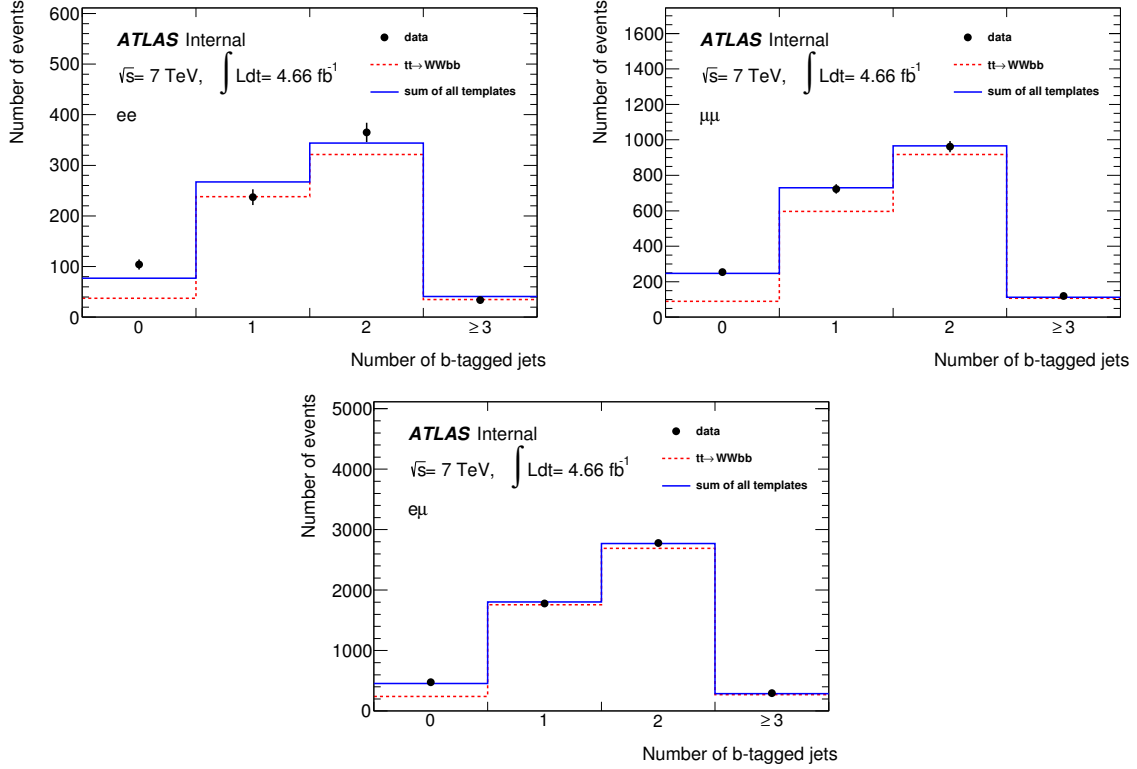 Number of events
600
500
400
300
200
100
0
ATLAS Internal
√s= 7 TeV, ∫ Ldt= 4.66 fb⁻¹
ee
data
tt→WWbb
sum of all templates
0 1 2 ≥3
Number of b-tagged jets
Number of events
1600
1400
1200
1000
800
600
400
200
0
ATLAS Internal
√s= 7 TeV, ∫ Ldt= 4.66 fb⁻¹
μμ
data
tt→WWbb
sum of all templates
0 1 2 ≥3
Number of b-tagged jets
Number of events
5000
4000
3000
2000
1000
0
ATLAS Internal
√s= 7 TeV, ∫ Ldt= 4.66 fb⁻¹
eμ
data
tt→WWbb
sum of all templates
0 1 2 ≥3
Number of b-tagged jets